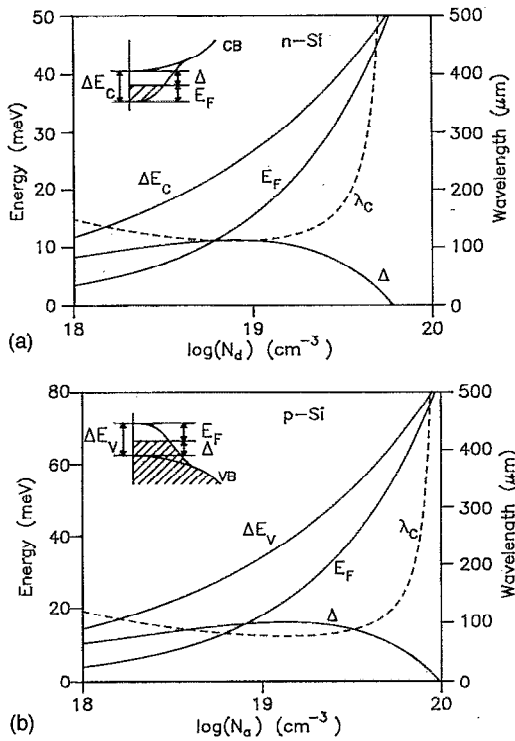 500
50
CB
n-Si
ΔE_C
Δ
E_F
400
40
Energy (meV)
Wavelength (μm)
30
300
ΔE_C
E_F
20
200
λ_C
10
100
Δ
0
0
18
19
20
(a)
log(N_d) (cm⁻³)
80
500
p-Si
ΔE_V
E_F
Δ
VB
400
60
Energy (meV)
Wavelength (μm)
300
ΔE_V
λ_C
40
200
E_F
20
Δ
100
0
0
18
19
20
(b)
log(N_a) (cm⁻³)